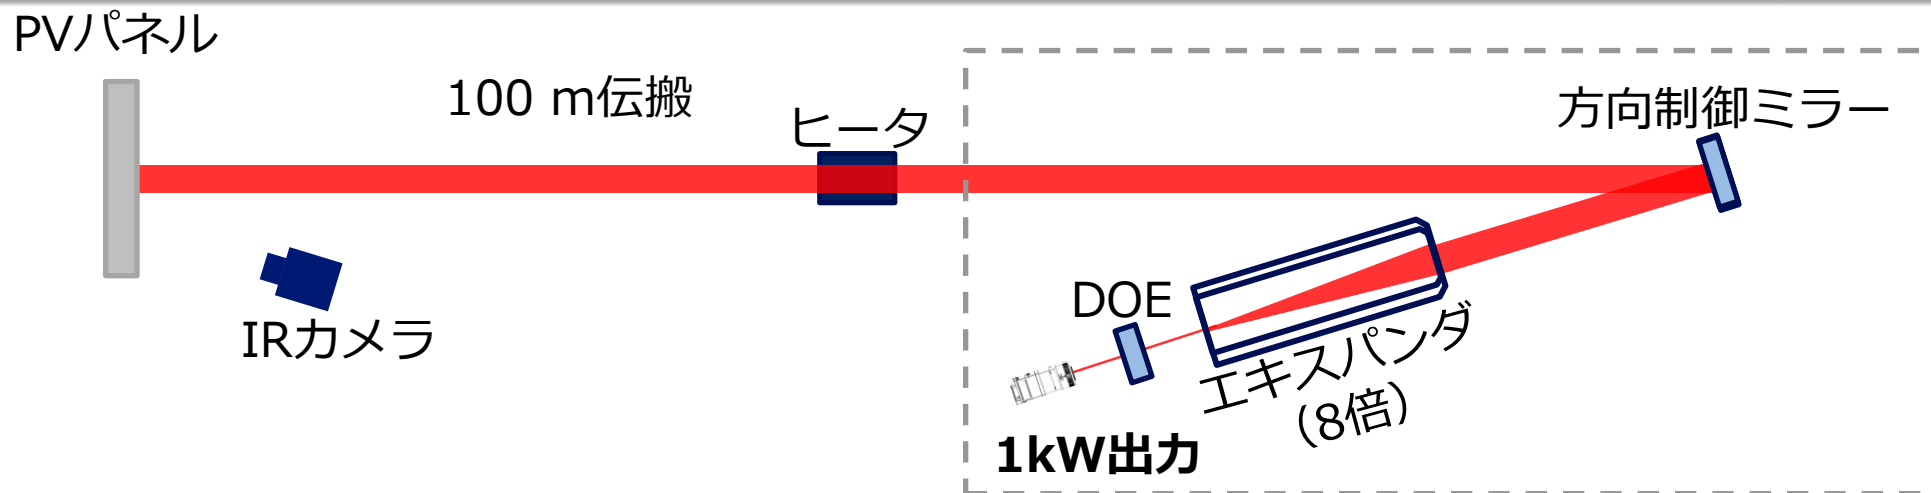 PVパネル
100 m伝搬
ヒータ
方向制御ミラー
DOE
IRカメラ
エキスパンダ
(8倍)
1kW出力